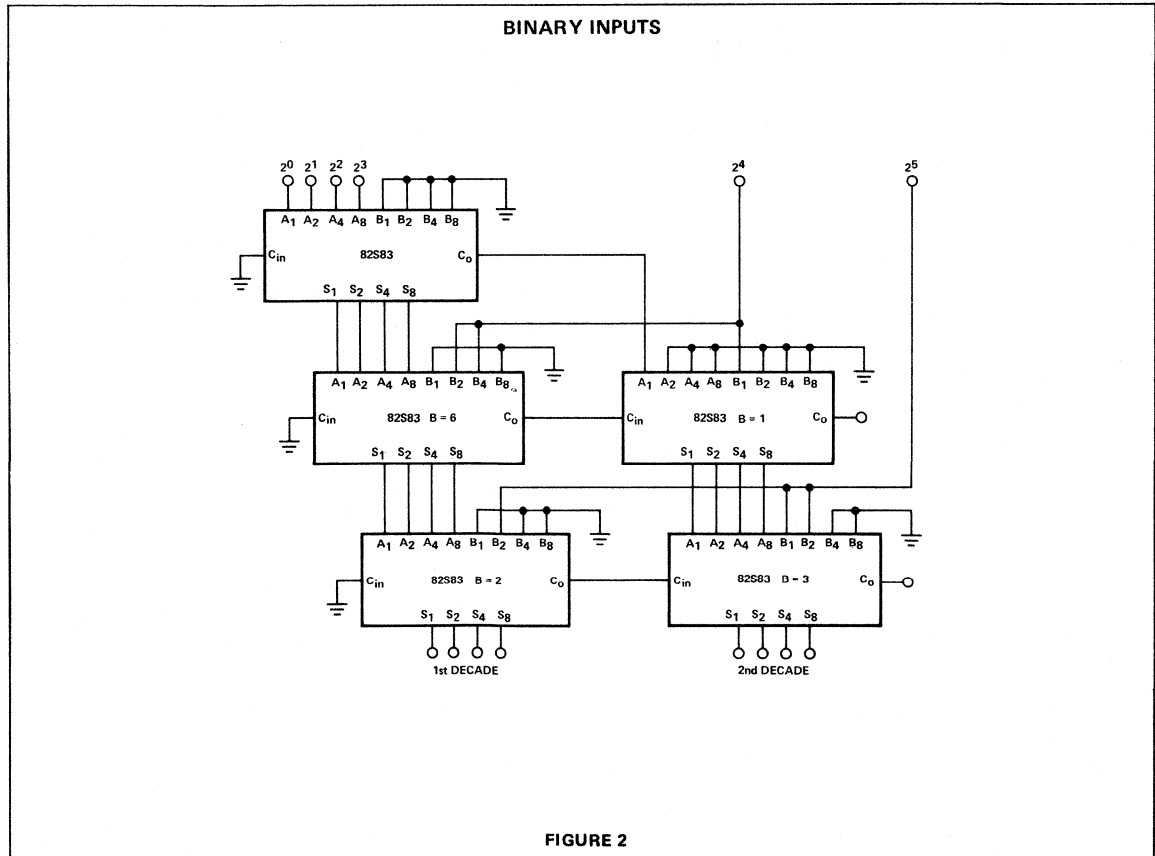 BINARY INPUTS
2⁰ 2¹ 2² 2³ 2⁴ 2⁵
A₁ A₂ A₄ A₈ B₁ B₂ B₄ B₈
Cin 82S83 Co
S₁ S₂ S₄ S₈
A₁ A₂ A₄ A₈ B₁ B₂ B₄ B₈ A₁ A₂ A₄ A₈ B₁ B₂ B₄ B₈
Cin 82S83 B = 6 Co Cin 82S83 B = 1 Co
S₁ S₂ S₄ S₈ S₁ S₂ S₄ S₈
A₁ A₂ A₄ A₈ B₁ B₂ B₄ B₈ A₁ A₂ A₄ A₈ B₁ B₂ B₄ B₈
Cin 82S83 B = 2 Co Cin 82S83 B = 3 Co
S₁ S₂ S₄ S₈ S₁ S₂ S₄ S₈
1st DECADE 2nd DECADE
FIGURE 2